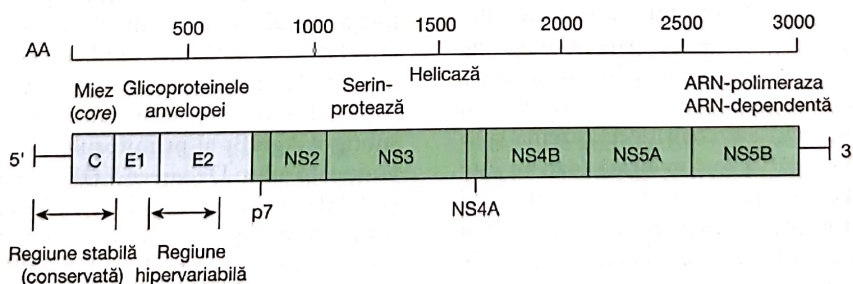 500 1000 1500 2000 2500 3000
AA
Helicază
Miez
(core)
Glicoproteinele
anvelopei
Serin-
protează
ARN-polimeraza
ARN-dependentă
5' C E1 E2 NS2 NS3 NS4B NS5A NS5B 3
p7 NS4A
Regiune stabilă
(conservată)
Regiune
hipervariabilă